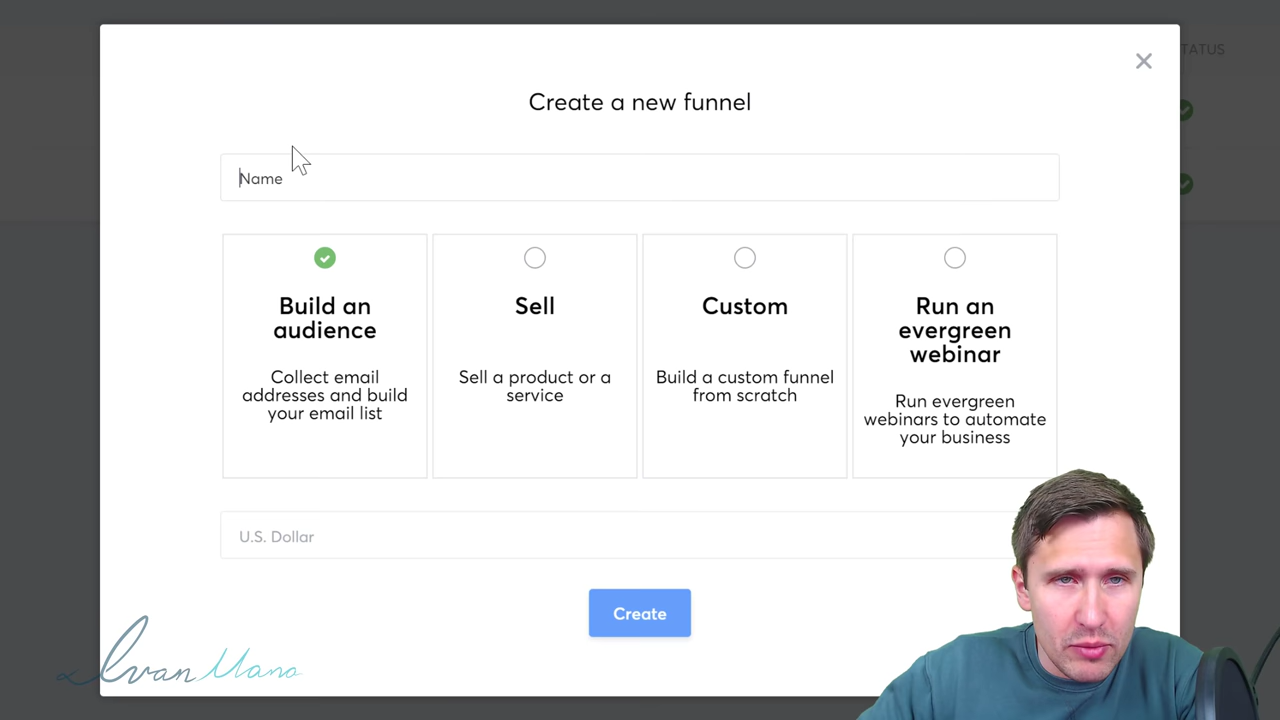 TATUS
Create a new funnel
Name
Build an
audience
Collect email
addresses and build
your email list
Sell
Sell a product or a
service
Custom
Build a custom funnel
from scratch
Run an
evergreen
webinar
Run evergreen
webinars to automate
your business
U.S. Dollar
Create
Ivan Mana